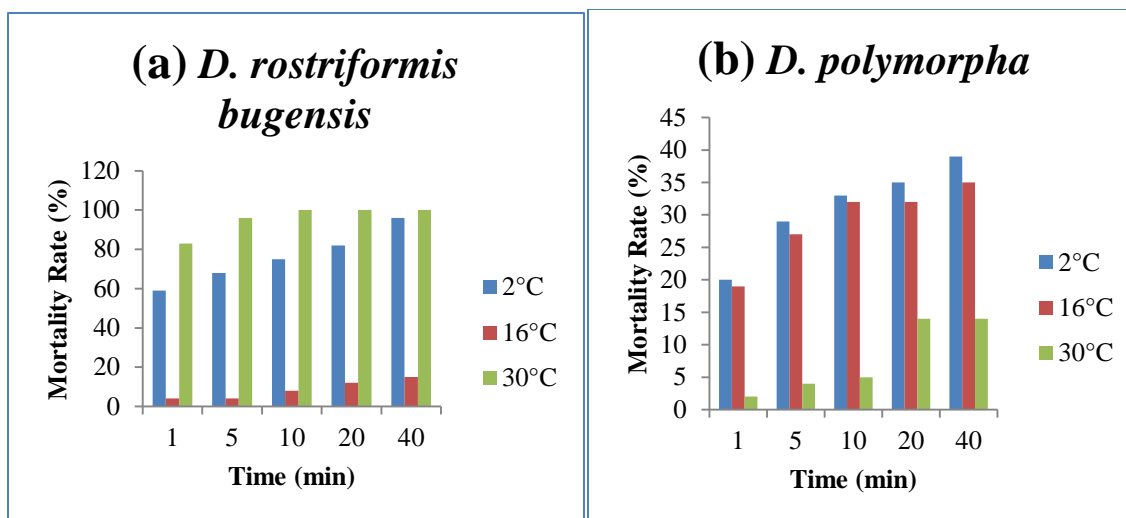 (a) D. rostriformis
bugensis
120
100
80
60
40
20
0
Mortality Rate (%)
1 5 10 20 40
Time (min)
2°C
16°C
30°C
(b) D. polymorpha
45
40
35
30
25
20
15
10
5
0
Mortality Rate (%)
1 5 10 20 40
Time (min)
2°C
16°C
30°C